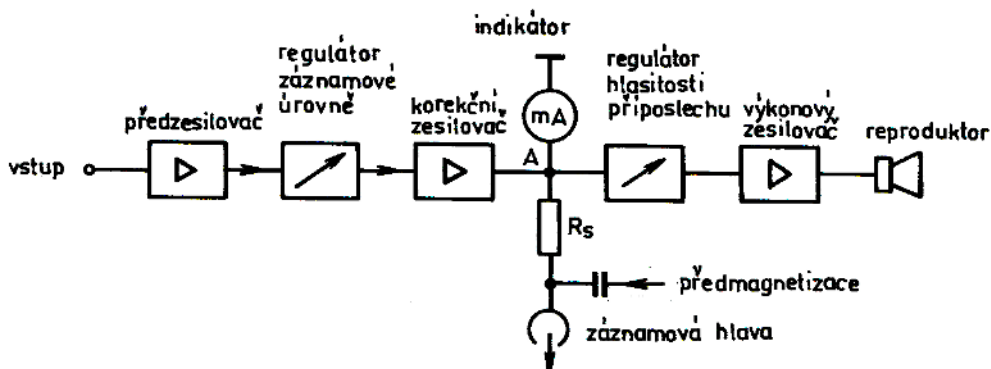 indikátor
regulátor
záznamové
úrovně
regulátor
hlasitosti
příposlechu
předzesilovač
korekční
zesilovač
mA
výkonový
zesilovač
reproduktor
vstup
A
Rs
předmagnetizace
záznamová hlava